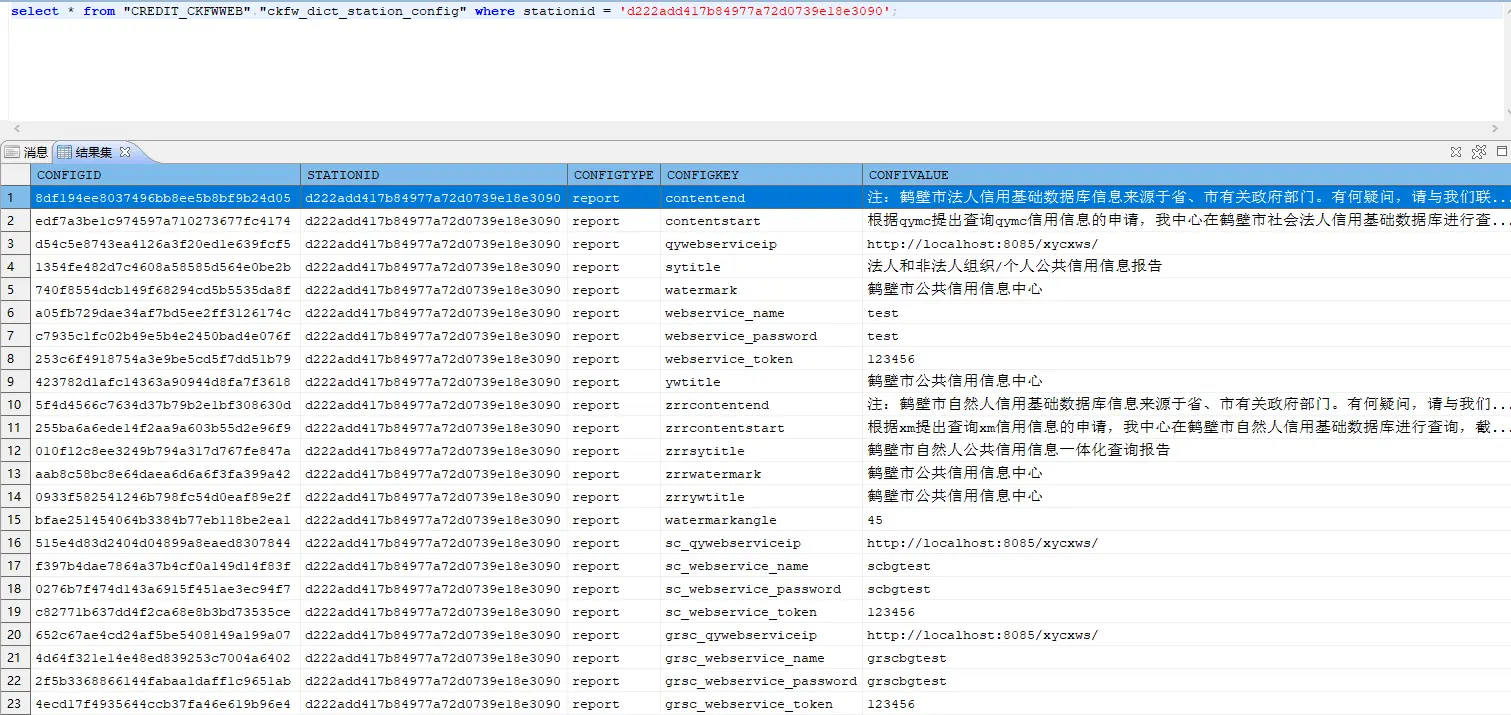 select * from "CREDIT_CKFWWEB"."ckfw_dict_station_config" where stationid = 'd222add417b84977a72d0739e18e3090';
消息 结果集
CONFIGID STATIONID CONFIGTYPE CONFIGKEY CONFIVALUE
1 8df194ee8037496bb8ee5b8bf9b24d05 d222add417b84977a72d0739e18e3090 report contentend 注：鹤壁市法人信用基础数据库信息来源于省、市有关政府部门。有何疑问，请与我们联...
2 edf7a3be1c974597a710273677fc4174 d222add417b84977a72d0739e18e3090 report contentstart 根据qymc提出查询qymc信用信息的申请，我中心在鹤壁市社会法人信用基础数据库进行查...
3 d54c5e8743ea4126a3f20ed1e639fcf5 d222add417b84977a72d0739e18e3090 report qywebserviceip http://localhost:8085/xycxws/
4 1354fe482d7c4608a58585d564e0be2b d222add417b84977a72d0739e18e3090 report sytitle 法人和非法人组织/个人公共信用信息报告
5 740f8554dcb149f68294cd5b5535da8f d222add417b84977a72d0739e18e3090 report watermark 鹤壁市公共信用信息中心
6 a05fb729dae34af7bd5ee2ff3126174c d222add417b84977a72d0739e18e3090 report webservice_name test
7 c7935c1fc02b49e5b4e2450bad4e076f d222add417b84977a72d0739e18e3090 report webservice_password test
8 253c6f4918754a3e9be5cd5f7dd51b79 d222add417b84977a72d0739e18e3090 report webservice_token 123456
9 423782d1afc14363a90944d8fa7f3618 d222add417b84977a72d0739e18e3090 report ywtitle 鹤壁市公共信用信息中心
10 5f4d4566c7634d37b79b2e1bf308630d d222add417b84977a72d0739e18e3090 report zrrcontentend 注：鹤壁市自然人信用基础数据库信息来源于省、市有关政府部门。有何疑问，请与我们...
11 255ba6a6ede14f2aa9a603b55d2e96f9 d222add417b84977a72d0739e18e3090 report zrrcontentstart 根据xm提出查询xm信用信息的申请，我中心在鹤壁市自然人信用基础数据库进行查询，截...
12 010f12c8ee3249b794a317d767fe847a d222add417b84977a72d0739e18e3090 report zrrsytitle 鹤壁市自然人公共信用信息一体化查询报告
13 aab8c58bc8e64daea6d6a6f3fa399a42 d222add417b84977a72d0739e18e3090 report zrrwatermark 鹤壁市公共信用信息中心
14 0933f582541246b798fc54d0eaf89e2f d222add417b84977a72d0739e18e3090 report zrrywtitle 鹤壁市公共信用信息中心
15 bfae251454064b3384b77eb118be2ea1 d222add417b84977a72d0739e18e3090 report watermarkangle 45
16 515e4d83d2404d04899a8eaed8307844 d222add417b84977a72d0739e18e3090 report sc_qywebserviceip http://localhost:8085/xycxws/
17 f397b4dae7864a37b4cf0a149d14f83f d222add417b84977a72d0739e18e3090 report sc_webservice_name scbgtest
18 0276b7f474d143a6915f451ae3ec94f7 d222add417b84977a72d0739e18e3090 report sc_webservice_password scbgtest
19 c82771b637dd4f2ca68e8b3bd73535ce d222add417b84977a72d0739e18e3090 report sc_webservice_token 123456
20 652c67ae4cd24af5be5408149a199a07 d222add417b84977a72d0739e18e3090 report grsc_qywebserviceip http://localhost:8085/xycxws/
21 4d64f321e14e48ed839253c7004a6402 d222add417b84977a72d0739e18e3090 report grsc_webservice_name grscbgtest
22 2f5b3368866144fabaa1daff1c9651ab d222add417b84977a72d0739e18e3090 report grsc_webservice_password grscbgtest
23 4ecd17f4935644ccb37fa46e619b96e4 d222add417b84977a72d0739e18e3090 report grsc_webservice_token 123456